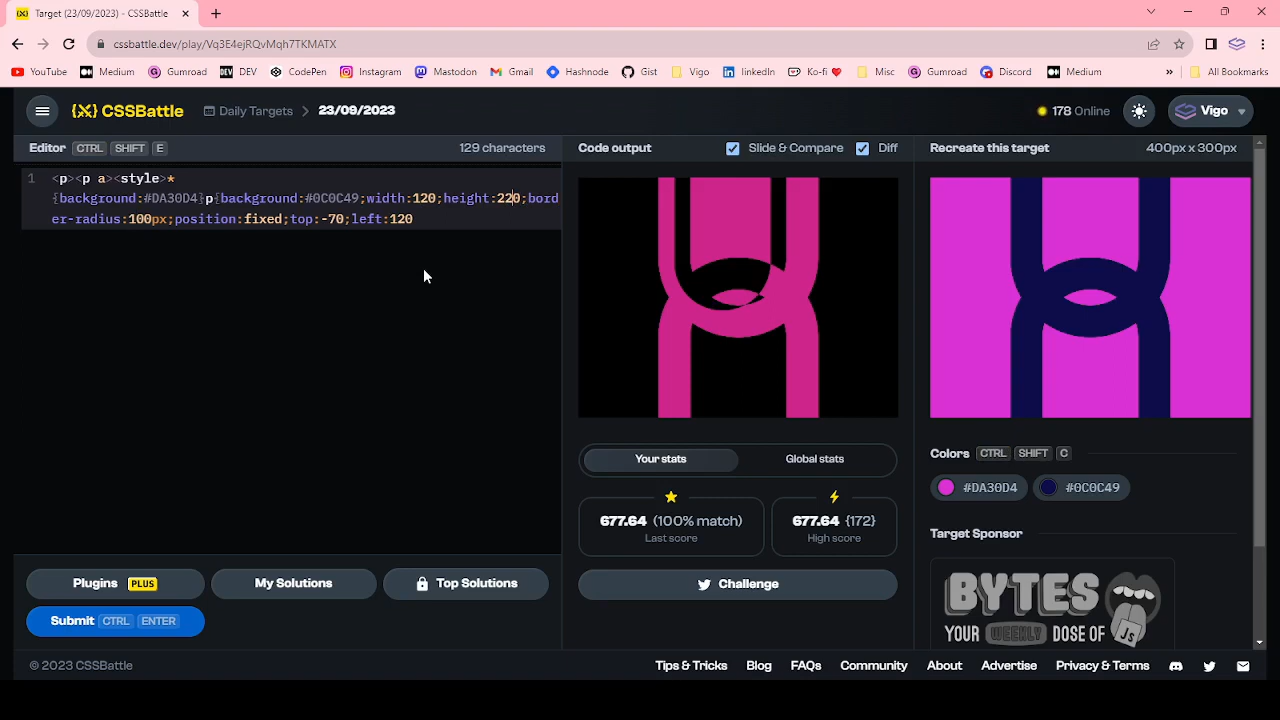 Target (23/09/2023) - CSSBattle
cssbattle.dev/play/Vq3E4ejRQvMqh7TKMATX
YouTube Medium Gumroad DEV DEV CodePen Instagram Mastodon Gmail Hashnode Gist Vigo linkedIn Ko-fi Misc Gumroad Discord Medium » All Bookmarks
{X} CSSBattle Daily Targets > 23/09/2023 178 Online Vigo
Editor CTRL SHIFT E 129 characters
Code output Slide & Compare Diff
Recreate this target 400px x 300px
1 <p><p a><style>*
{background:#DA30D4}p{background:#0C0C49;width:120;height:220;bord
er-radius:100px;position:fixed;top:-70;left:120
Your stats Global stats
677.64 (100% match)
Last score
677.64 {172}
High score
Challenge
Colors CTRL SHIFT C
#DA30D4 #0C0C49
Target Sponsor
BYTES
YOUR WEEKLY DOSE OF JS
Plugins PLUS My Solutions Top Solutions
Submit CTRL ENTER
© 2023 CSSBattle
Tips & Tricks Blog FAQs Community About Advertise Privacy & Terms